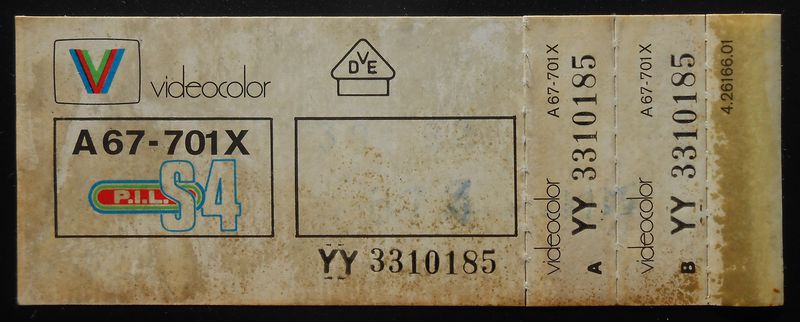 V
videocolor
DVE
A67-701X
P.I.L. S4
YY 3310185
A 67-701X
videocolor
YY 3310185
A
A 67-701X
videocolor
YY 3310185
B
4.26166.01